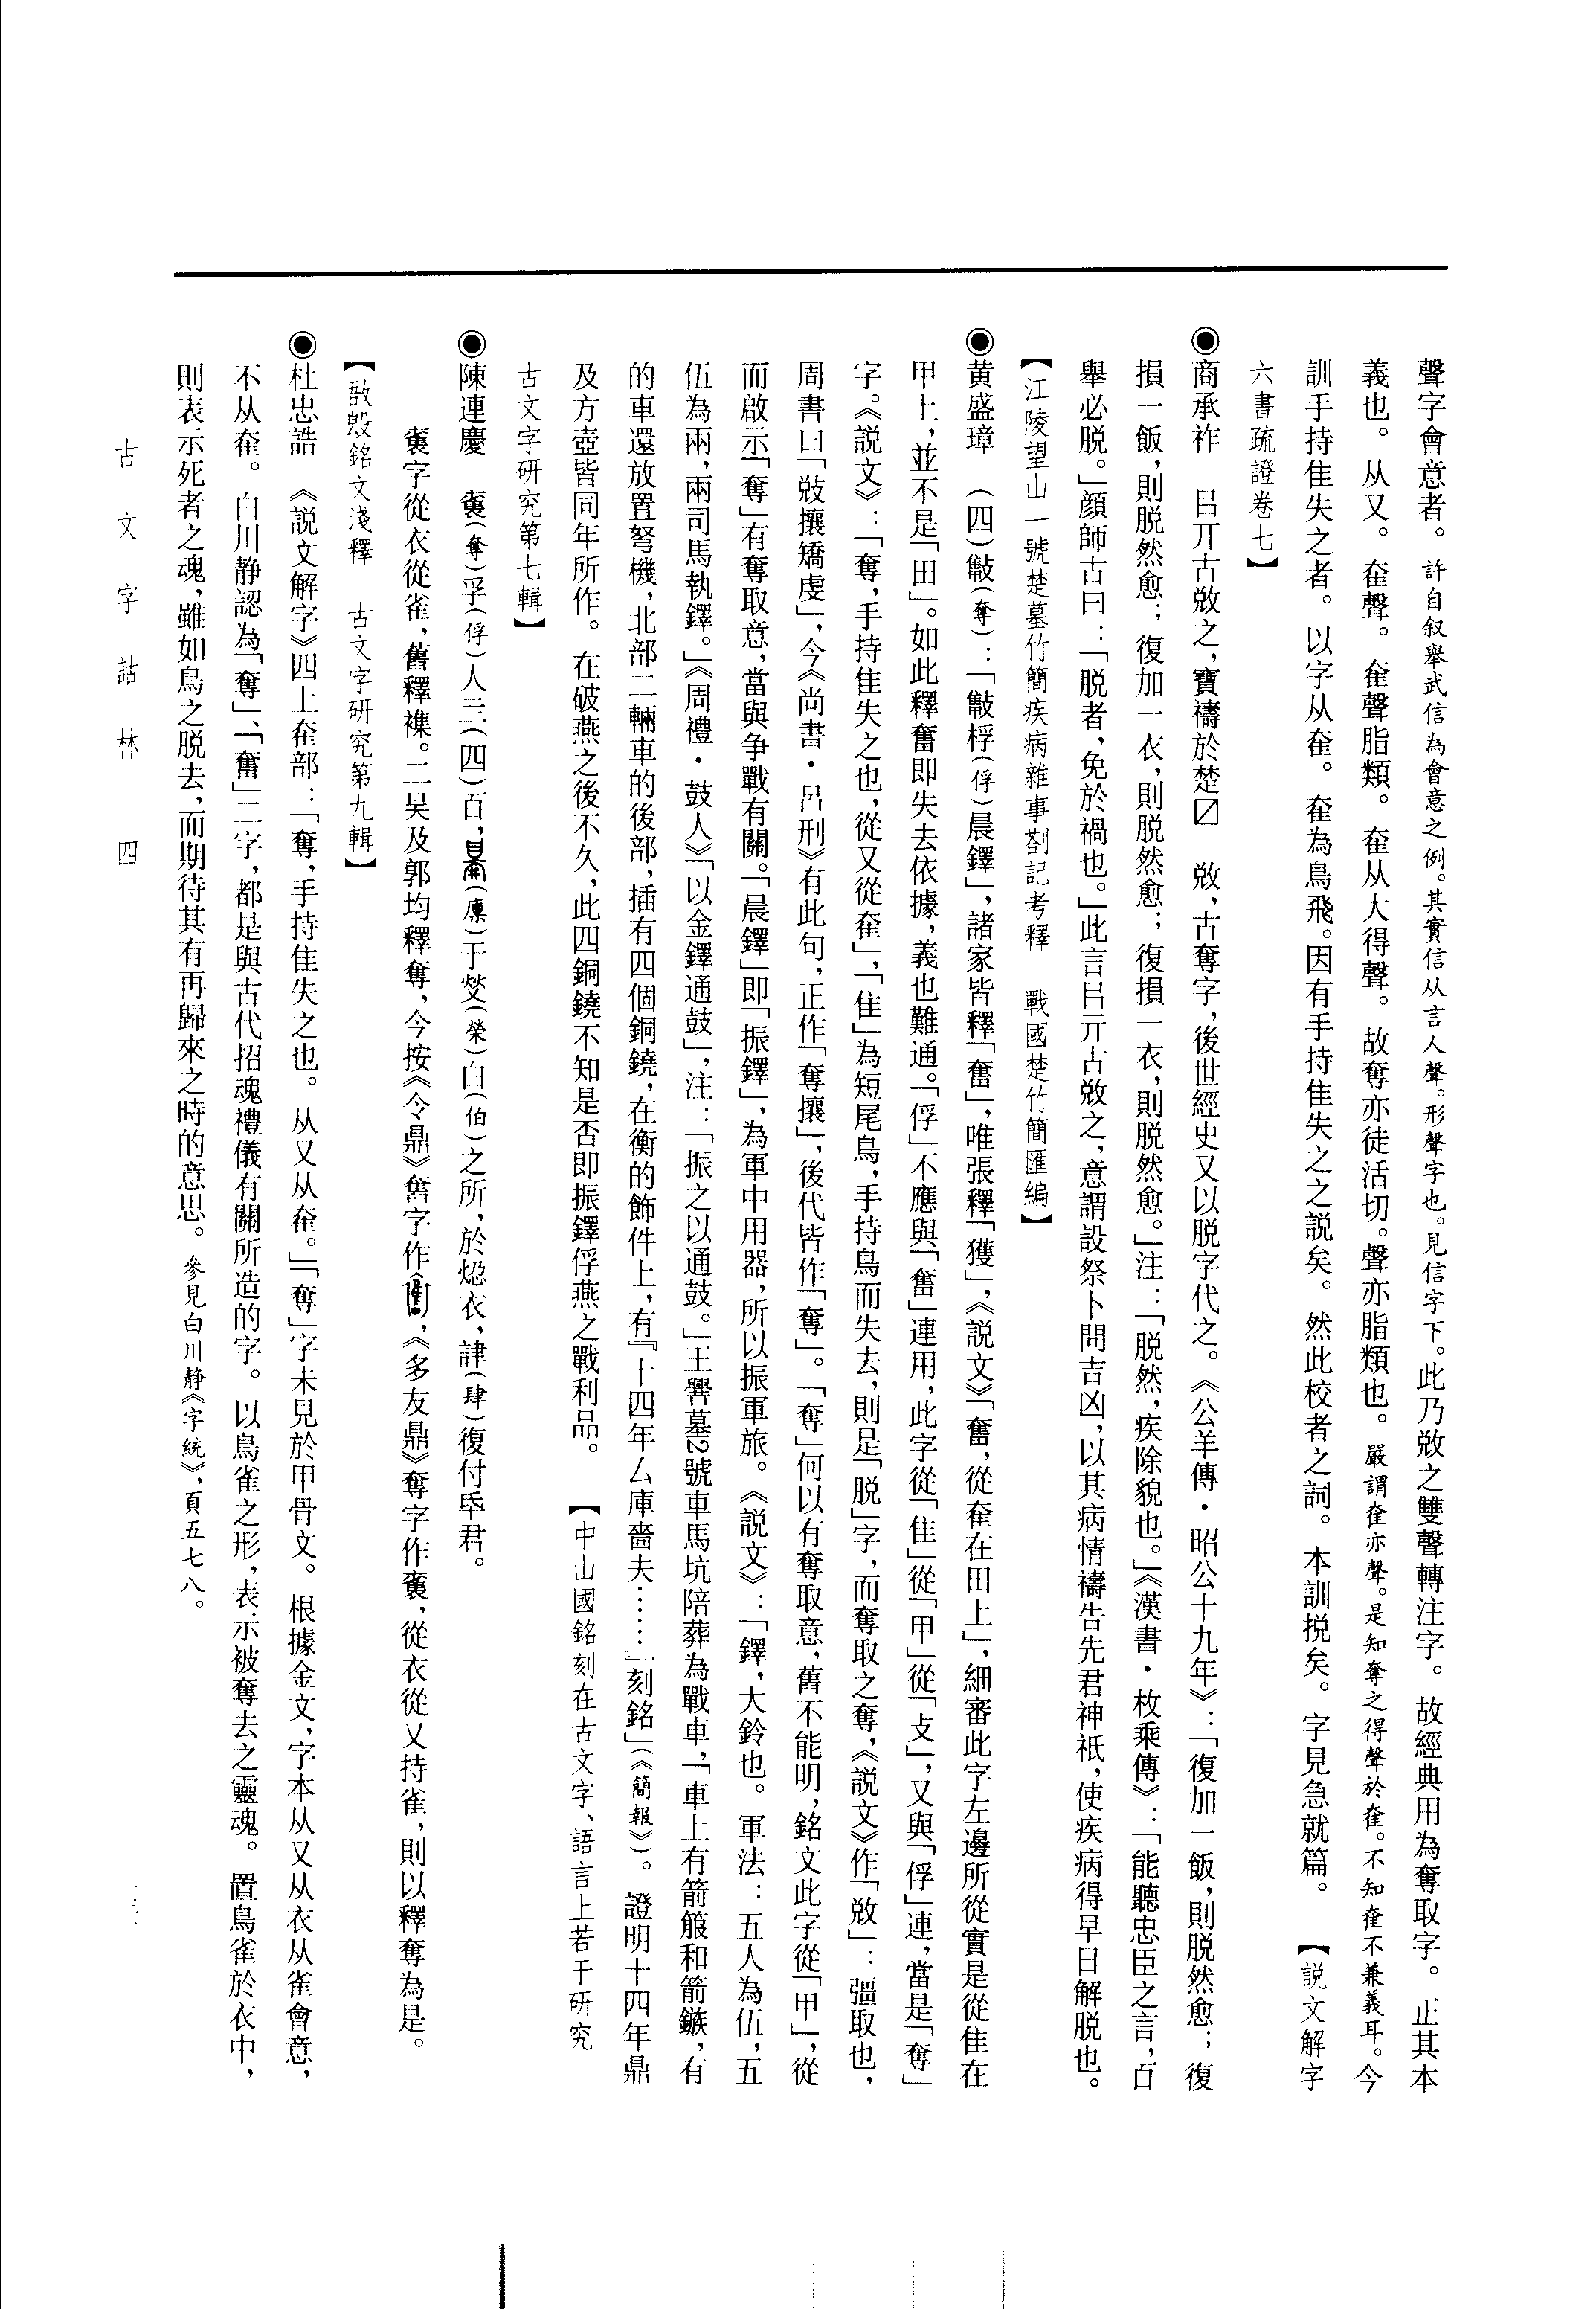 聲字會意者。許自叙舉武信為會意之例。其實信从言人聲。形聲字也。見信字下。此乃敚之雙聲轉注字。故經典用為奪取字。正其本
義也。从又。奞聲。奞聲脂類。奞从大得聲。故奪亦徒活切。聲亦脂類也。嚴謂奞亦聲。是知奪之得聲於奞。不知奞不兼義耳。今
訓手持隹失之者。以字从奞。奞為鳥飛。因有手持隹失之之説矣。然此校者之詞。本訓挩矣。字見急就篇。【説文解字
六書疏證卷七】
◉商承祚 㠯丌古敚之，寶禱於楚〼 敚，古奪字，後世經史又以脱字代之。《公羊傳·昭公十九年》：「復加一飯，則脱然愈；復
損一飯，則脱然愈；復加一衣，則脱然愈；復損一衣，則脱然愈。」注：「脱然，疾除貌也。」《漢書·枚乘傳》：「能聽忠臣之言，百
舉必脱。」顔師古曰：「脱者，免於禍也。」此言㠯亓古敚之，意謂設祭卜問吉凶，以其病情禱告先君神祇，使疾病得早日解脱也。
【江陵望山一號楚墓竹簡疾病雜事劄記考釋 戰國楚竹簡匯編】
◉黄盛璋 （四）（奪）：「桴（俘）晨鐸」，諸家皆釋「奮」，唯張釋「獲」，《説文》「奮，從奞在田上」，細審此字左邊所從實是從隹在
甲上，並不是「田」。如此釋奮即失去依據，義也難通。「俘」不應與「奮」連用，此字從「隹」從「甲」從「攴」，又與「俘」連，當是「奪」
字。《説文》：「奪，手持隹失之也，從又從奞」，「隹」為短尾鳥，手持鳥而失去，則是「脱」字，而奪取之奪，《説文》作「敚」：彊取也，
周書曰「敚攘矯虔」，今《尚書·呂刑》有此句，正作「奪攘」，後代皆作「奪」。「奪」何以有奪取意，舊不能明，銘文此字從「甲」，從
而啟示「奪」有奪取意，當與争戰有關。「晨鐸」即「振鐸」，為軍中用器，所以振軍旅。《説文》：「鐸，大鈴也。軍法：五人為伍，五
伍為兩，兩司馬執鐸。」《周禮·鼓人》「以金鐸通鼓」，注：「振之以通鼓。」王嚳墓2號車馬坑陪葬為戰車，「車上有箭箙和箭鏃，有
的車還放置弩機，北部二輛車的後部，插有四個銅鐃，在衡的飾件上，有『十四年厶庫嗇夫……』刻銘」（《簡報》）。證明十四年鼎
及方壺皆同年所作。在破燕之後不久，此四銅鐃不知是否即振鐸俘燕之戰利品。【中山國銘刻在古文字、語言上若干研究
古文字研究第七輯】
◉陳連慶 （奪）孚（俘）人亖（四）百，（廩）于焂（榮）白（伯）之所，於衣，（肆）復付氒君。
字從衣從雀，舊釋襍。二吴及郭均釋奪，今按《令鼎》奮字作，《多友鼎》奪字作，從衣從又持雀，則以釋奪為是。
【敔𣪘銘文淺釋 古文字研究第九輯】
◉杜忠誥 《説文解字》四上奞部：「奪，手持隹失之也。从又从奞。」「奪」字未見於甲骨文。根據金文，字本从又从衣从雀會意，
不从奞。白川静認為「奪」、「奮」二字，都是與古代招魂禮儀有關所造的字。以鳥雀之形，表示被奪去之靈魂。置鳥雀於衣中，
則表示死者之魂，雖如鳥之脱去，而期待其有再歸來之時的意思。參見白川静《字統》，頁五七八。
古文字詁林 四